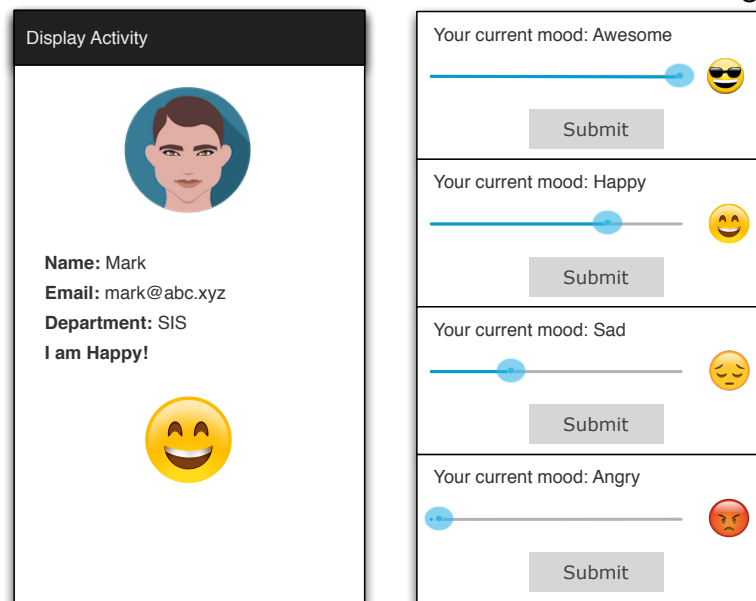 Display Activity
Name: Mark
Email: mark@abc.xyz
Department: SIS
I am Happy!
Your current mood: Awesome
Submit
Your current mood: Happy
Submit
Your current mood: Sad
Submit
Your current mood: Angry
Submit